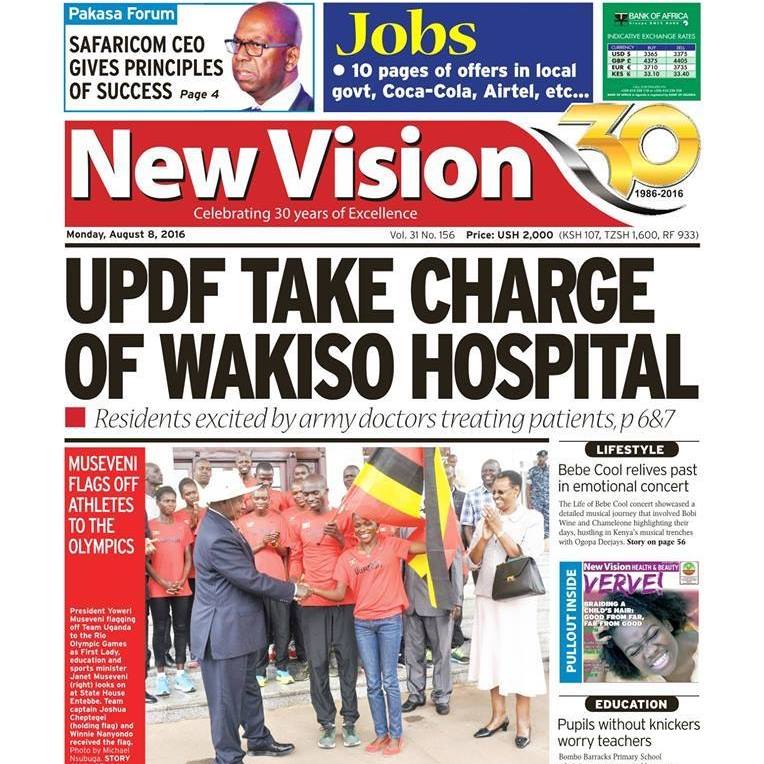 Pakasa Forum
SAFARICOM CEO
GIVES PRINCIPLES
OF SUCCESS Page 4
Jobs
• 10 pages of offers in local
govt, Coca-Cola, Airtel, etc...
BANK OF AFRICA
INDICATIVE EXCHANGE RATES
CURRENCY BUY SELL
USD $ 3365 3375
GBP £ 4375 4405
EUR € 3710 3735
KES K 33.10 33.40
30
1986-2016
New Vision
Celebrating 30 years of Excellence
Monday, August 8, 2016
Vol. 31 No. 156 Price: USH 2,000 (KSH 107, TZSH 1,600, RF 933)
UPDF TAKE CHARGE
OF WAKISO HOSPITAL
Residents excited by army doctors treating patients, p 6&7
MUSEVENI
FLAGS OFF
ATHLETES
TO THE
OLYMPICS
President Yoweri
Museveni flagging
off Team Uganda
to the Rio
Olympic Games
as First Lady,
education and
sports minister
Janet Museveni
(right) looks on
at State House
Entebbe. Team
captain Joshua
Cheptegei
(holding flag) and
Winnie Nanyondo
received the flag.
Photo by Michael
Nsubuga. STORY
LIFESTYLE
Bebe Cool relives past
in emotional concert
The Life of Bebe Cool concert showcased a
detailed musical journey that involved Bobi
Wine and Chameleone highlighting their
days, hustling in Kenya's musical trenches
with Ogopa Deejays. Story on page 56
PULLOUT INSIDE
New Vision HEALTH & BEAUTY
VERVE!
BRAIDING A
CHILD'S HAIR:
GOOD FROM FAR,
FAR FROM GOOD
EDUCATION
Pupils without knickers
worry teachers
Bombo Barracks Primary School